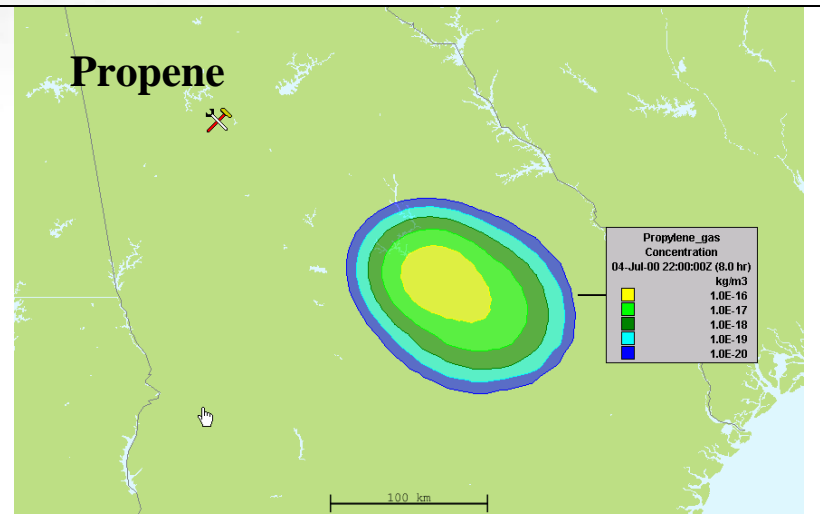 Propene
Propylene_gas
Concentration
04-Jul-00 22:00:00Z (8.0 hr)
kg/m3
1.0E-16
1.0E-17
1.0E-18
1.0E-19
1.0E-20
100 km